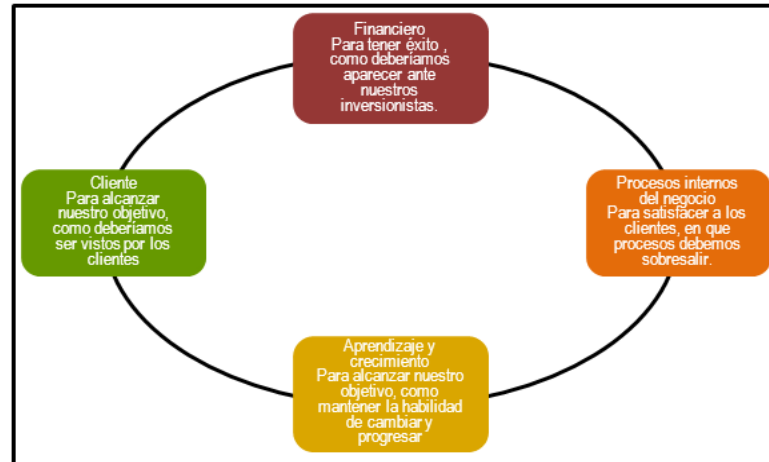 Financiero
Para tener éxito ,
como deberíamos
aparecer ante
nuestros
inversionistas.
Cliente
Para alcanzar
nuestro objetivo,
como deberíamos
ser vistos por los
clientes
Procesos internos
del negocio
Para satisfacer a los
clientes, en que
procesos debemos
sobresalir.
Aprendizaje y
crecimiento
Para alcanzar nuestro
objetivo, como
mantener la habilidad
de cambiar y
progresar